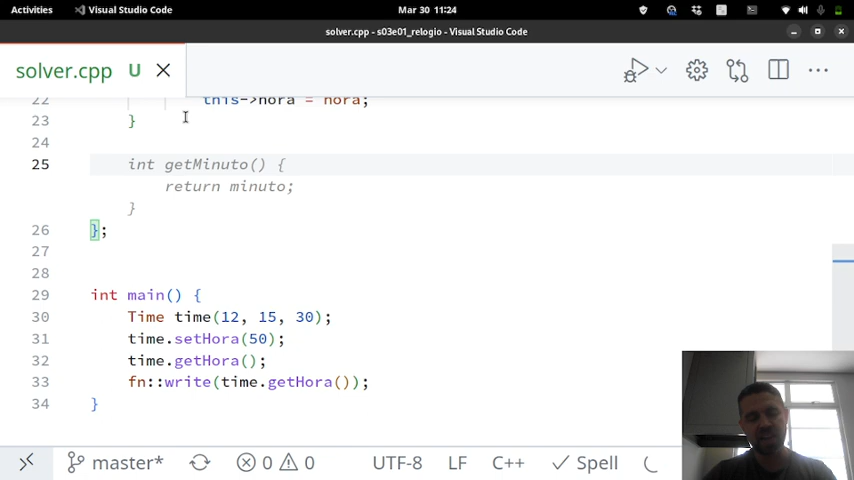 Activities Visual Studio Code Mar 30 11:24
solver.cpp - s03e01_relogio - Visual Studio Code
solver.cpp U
22 this->hora = hora;
23 }
24
25 int getMinuto() {
return minuto;
}
26 };
27
28
29 int main() {
30 Time time(12, 15, 30);
31 time.setHora(50);
32 time.getHora();
33 fn::write(time.getHora());
34 }
master* 0 0 UTF-8 LF C++ Spell